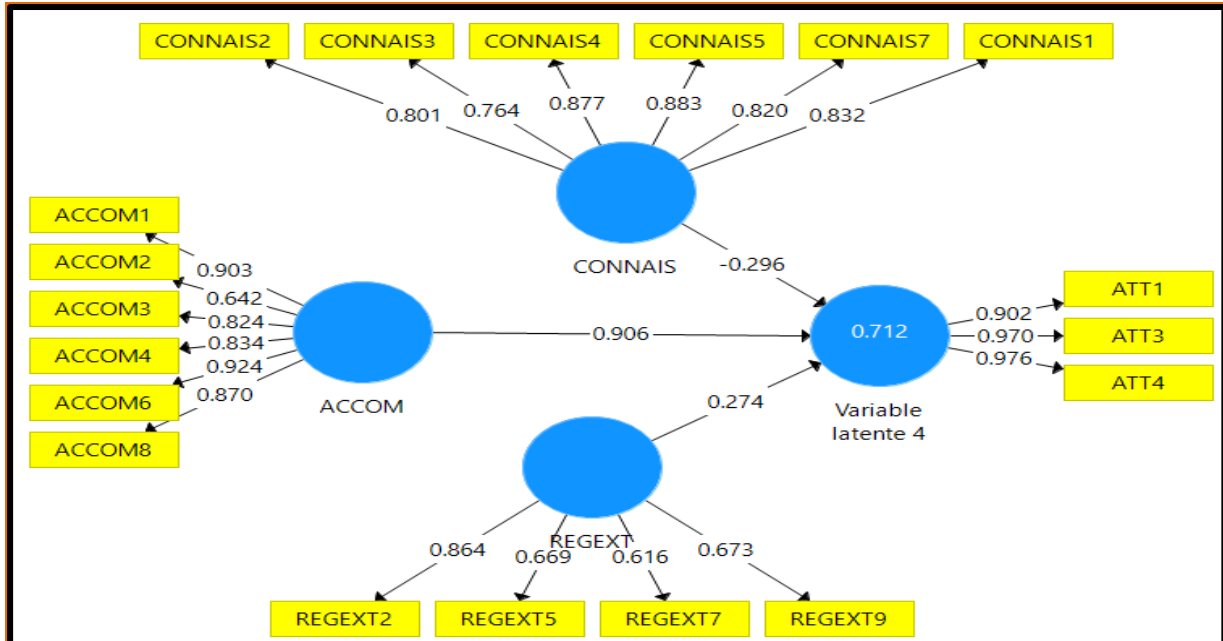 CONNAIS2 CONNAIS3 CONNAIS4 CONNAIS5 CONNAIS7 CONNAIS1
0.801 0.764 0.877 0.883 0.820 0.832
CONNAIS
ACCOM1
ACCOM2
ACCOM3
ACCOM4
ACCOM6
ACCOM8
0.903
0.642
0.824
0.834
0.924
0.870
ACCOM
-0.296
0.906
0.274
0.712
Variable
latente 4
0.902
0.970
0.976
ATT1
ATT3
ATT4
REGEXT
0.864 0.669 0.616 0.673
REGEXT2 REGEXT5 REGEXT7 REGEXT9